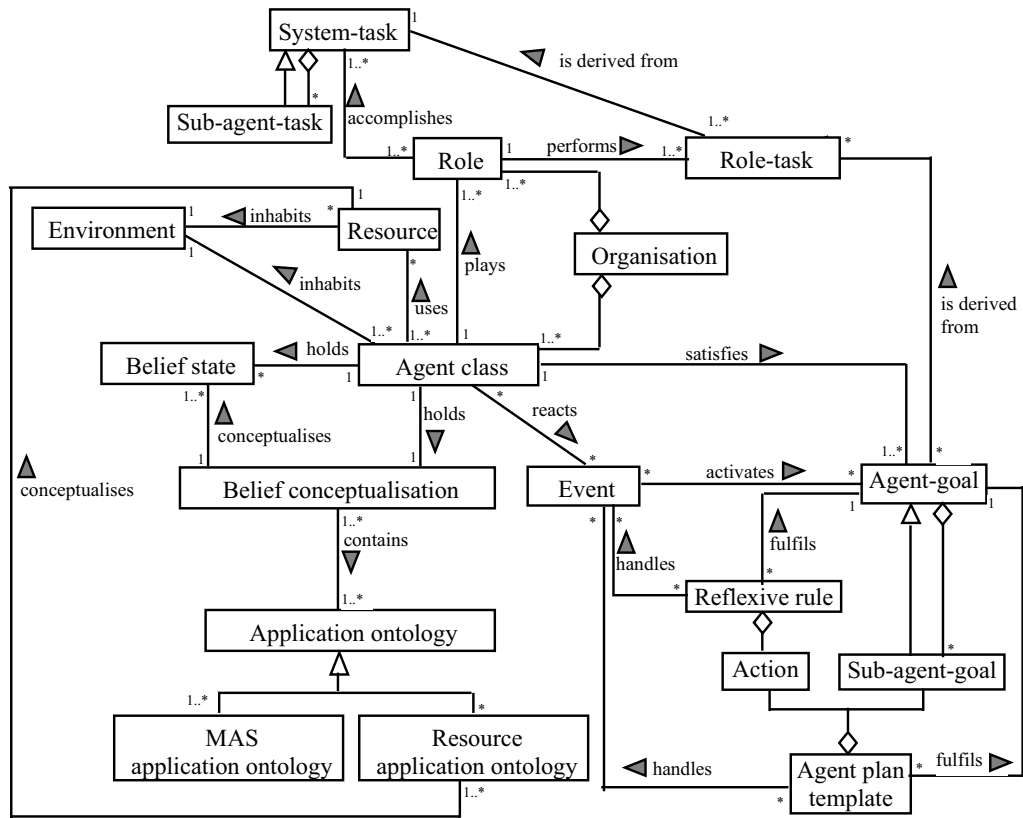 System-task
1
1..*
*
is derived from
Sub-agent-task
accomplishes
1..*
Role
1
performs
1..*
1..*
Role-task
*
1..*
1..*
1
Environment
1
inhabits
*
Resource
1
inhabits
*
uses
plays
Organisation
is derived
from
1..*
1..*
1
1..*
Belief state
holds
*
1
Agent class
1
satisfies
1..*
conceptualises
1
1
holds
1
*
reacts
*
1..*
*
conceptualises
Belief conceptualisation
Event
*
activates
*
Agent-goal
1
1
1..*
contains
1..*
*
*
handles
*
fulfils
*
Reflexive rule
Application ontology
Action
*
Sub-agent-goal
1..*
*
MAS
application ontology
Resource
application ontology
1..*
handles
*
Agent plan
template
*
fulfils